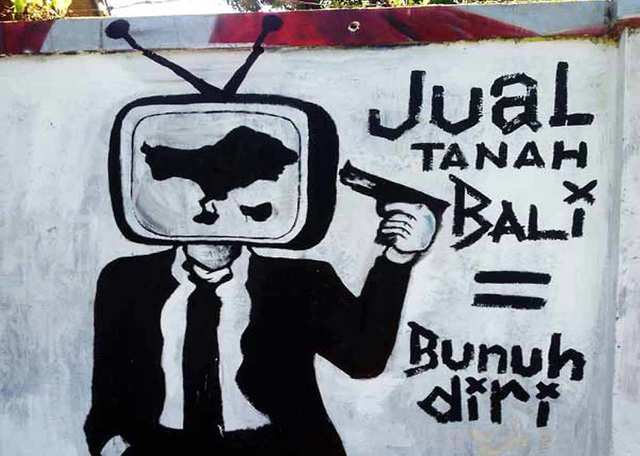 JuaL
TANAH
BALi
=
Bunuh
diri